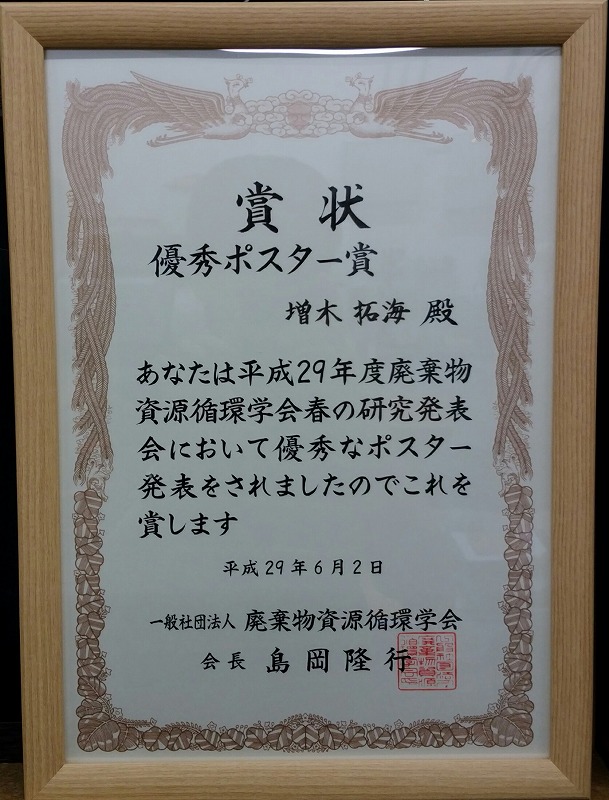 賞状
優秀ポスター賞
増木 拓海 殿
あなたは平成29年度廃棄物
資源循環学会春の研究発表
会において優秀なポスター
発表をされましたのでこれを
賞します
平成29年6月2日
一般社団法人 廃棄物資源循環学会
会長 島岡隆行